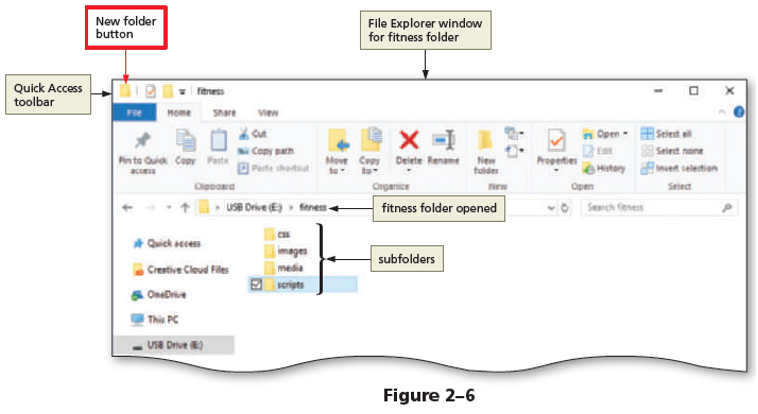 New folder
button
File Explorer window
for fitness folder
Quick Access
toolbar
fitness
File Home Share View
Pin to Quick
access
Copy
Paste
Cut
Copy path
Paste shortcut
Clipboard
Move
to
Copy
to
Delete
Rename
Organize
New
folder
New
Properties
Open
Edit
History
Open
Select all
Select none
Invert selection
Select
USB Drive (E:) > fitness
Search fitness
fitness folder opened
Quick access
Creative Cloud Files
OneDrive
This PC
USB Drive (E:)
css
images
media
scripts
subfolders
Figure 2–6